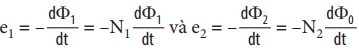 e₁ = −dΦ₁/dt = −N₁ dΦ₁/dt và e₂ = −dΦ₂/dt = −N₂ dΦ₀/dt